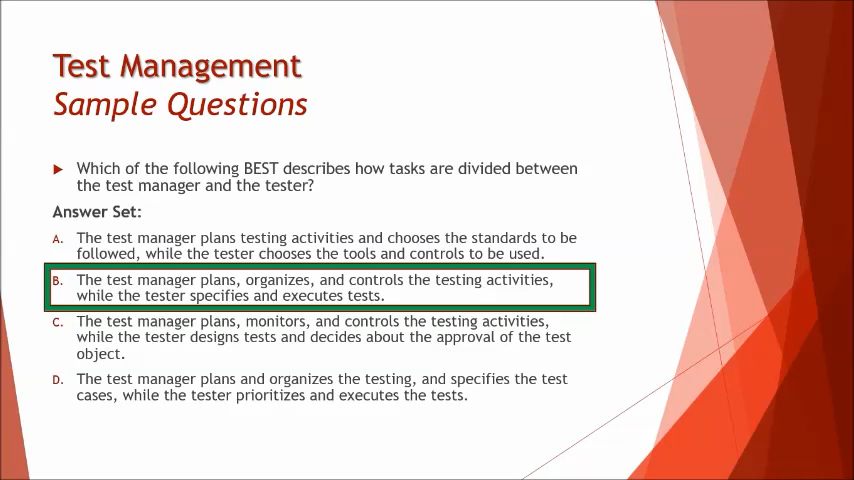 Test Management
Sample Questions
Which of the following BEST describes how tasks are divided between
the test manager and the tester?
Answer Set:
A. The test manager plans testing activities and chooses the standards to be
followed, while the tester chooses the tools and controls to be used.
B. The test manager plans, organizes, and controls the testing activities,
while the tester specifies and executes tests.
C. The test manager plans, monitors, and controls the testing activities,
while the tester designs tests and decides about the approval of the test
object.
D. The test manager plans and organizes the testing, and specifies the test
cases, while the tester prioritizes and executes the tests.